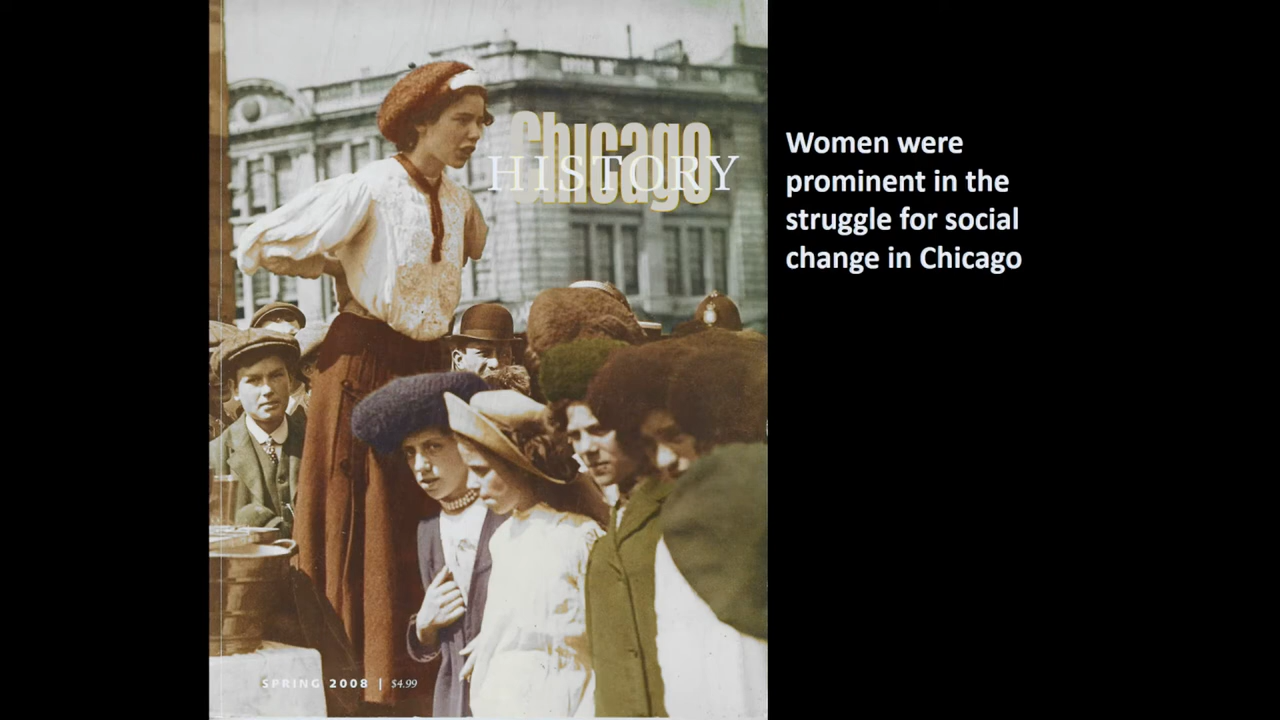 Chicago
HISTORY
Women were
prominent in the
struggle for social
change in Chicago
SPRING 2008 | $4.99